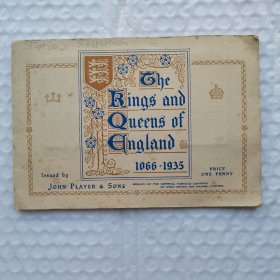 The
Kings and
Queens of
England
1066-1935
Issued by
JOHN PLAYER & SONS
BRANCH OF THE IMPERIAL TOBACCO COMPANY
(OF GREAT BRITAIN AND IRELAND), LIMITED
PRICE
ONE PENNY